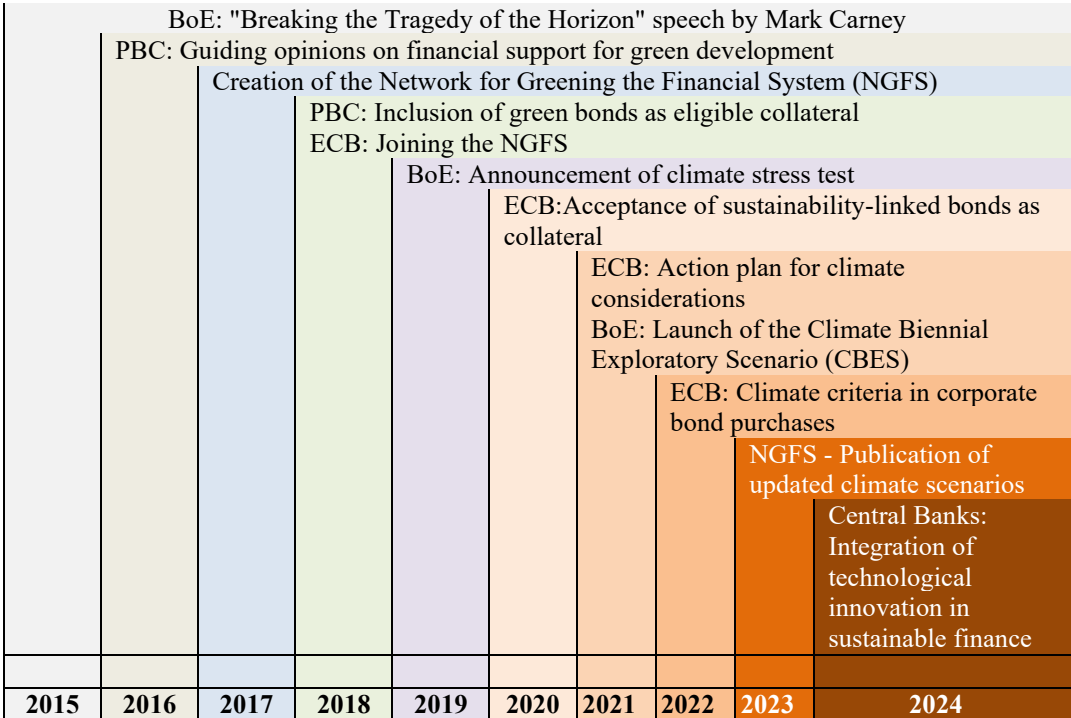 BoE: "Breaking the Tragedy of the Horizon" speech by Mark Carney
PBC: Guiding opinions on financial support for green development
Creation of the Network for Greening the Financial System (NGFS)
PBC: Inclusion of green bonds as eligible collateral
ECB: Joining the NGFS
BoE: Announcement of climate stress test
ECB:Acceptance of sustainability-linked bonds as
collateral
ECB: Action plan for climate
considerations
BoE: Launch of the Climate Biennial
Exploratory Scenario (CBES)
ECB: Climate criteria in corporate
bond purchases
NGFS - Publication of
updated climate scenarios
Central Banks:
Integration of
technological
innovation in
sustainable finance
2015 2016 2017 2018 2019 2020 2021 2022 2023 2024